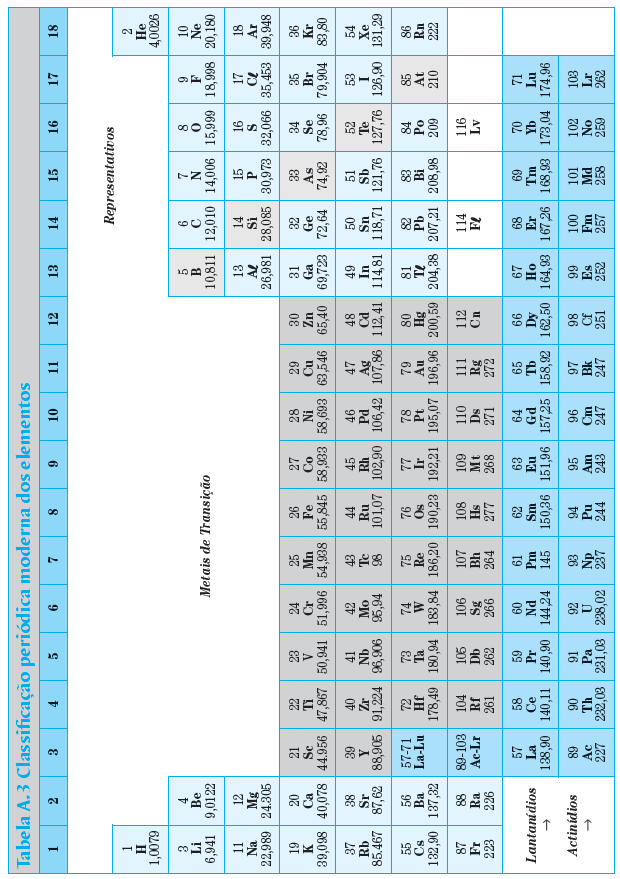 Tabela A.3 Classificação periódica moderna dos elementos
1 2 3 4 5 6 7 8 9 10 11 12 13 14 15 16 17 18
Representativos
1 2
H He
1,0079 4,0026
3 4 5 6 7 8 9 10
Li Be B C N O F Ne
6,941 9,0122 10,811 12,010 14,006 15,999 18,998 20,180
Metais de Transição
11 12 13 14 15 16 17 18
Na Mg Aℓ Si P S Cℓ Ar
22,989 24.305 26,981 28,085 30,973 32,066 35,453 39,948
19 20 21 22 23 24 25 26 27 28 29 30 31 32 33 34 35 36
K Ca Sc Ti V Cr Mn Fe Co Ni Cu Zn Ga Ge As Se Br Kr
39,098 40,078 44.956 47,867 50,941 51,996 54,938 55,845 58,933 58,693 63,546 65,40 69,723 72,64 74,92 78,96 79,904 83,80
37 38 39 40 41 42 43 44 45 46 47 48 49 50 51 52 53 54
Rb Sr Y Zr Nb Mo Tc Ru Rh Pd Ag Cd In Sn Sb Te I Xe
85.467 87,62 88,905 91,224 96,906 95,94 98 101,07 102,90 106,42 107,86 112,41 114,81 118,71 121,76 127,76 126,90 131,29
55 56 57-71 72 73 74 75 76 77 78 79 80 81 82 83 84 85 86
Cs Ba La-Lu Hf Ta W Re Os Ir Pt Au Hg Tℓ Pb Bi Po At Rn
132,90 137,32 178,49 180,94 183,84 186,20 190,23 192,21 195,07 196,96 200,59 204,38 207,21 208,98 209 210 222
87 88 89-103 104 105 106 107 108 109 110 111 112 114 116
Fr Ra Ac-Lr Rf Db Sg Bh Hs Mt Ds Rg Cn Fℓ Lv
223 226 261 262 266 264 277 268 271 272
57 58 59 60 61 62 63 64 65 66 67 68 69 70 71
Lantanídios La Ce Pr Nd Pm Sm Eu Gd Tb Dy Ho Er Tm Yb Lu
→ 138,90 140,11 140,90 144,24 145 150,36 151,96 157,25 158,92 162,50 164,93 167,26 168,93 173,04 174,96
89 90 91 92 93 94 95 96 97 98 99 100 101 102 103
Actinídios Ac Th Pa U Np Pu Am Cm Bk Cf Es Fm Md No Lr
→ 227 232,03 231,03 238,02 237 244 243 247 247 251 252 257 258 259 262